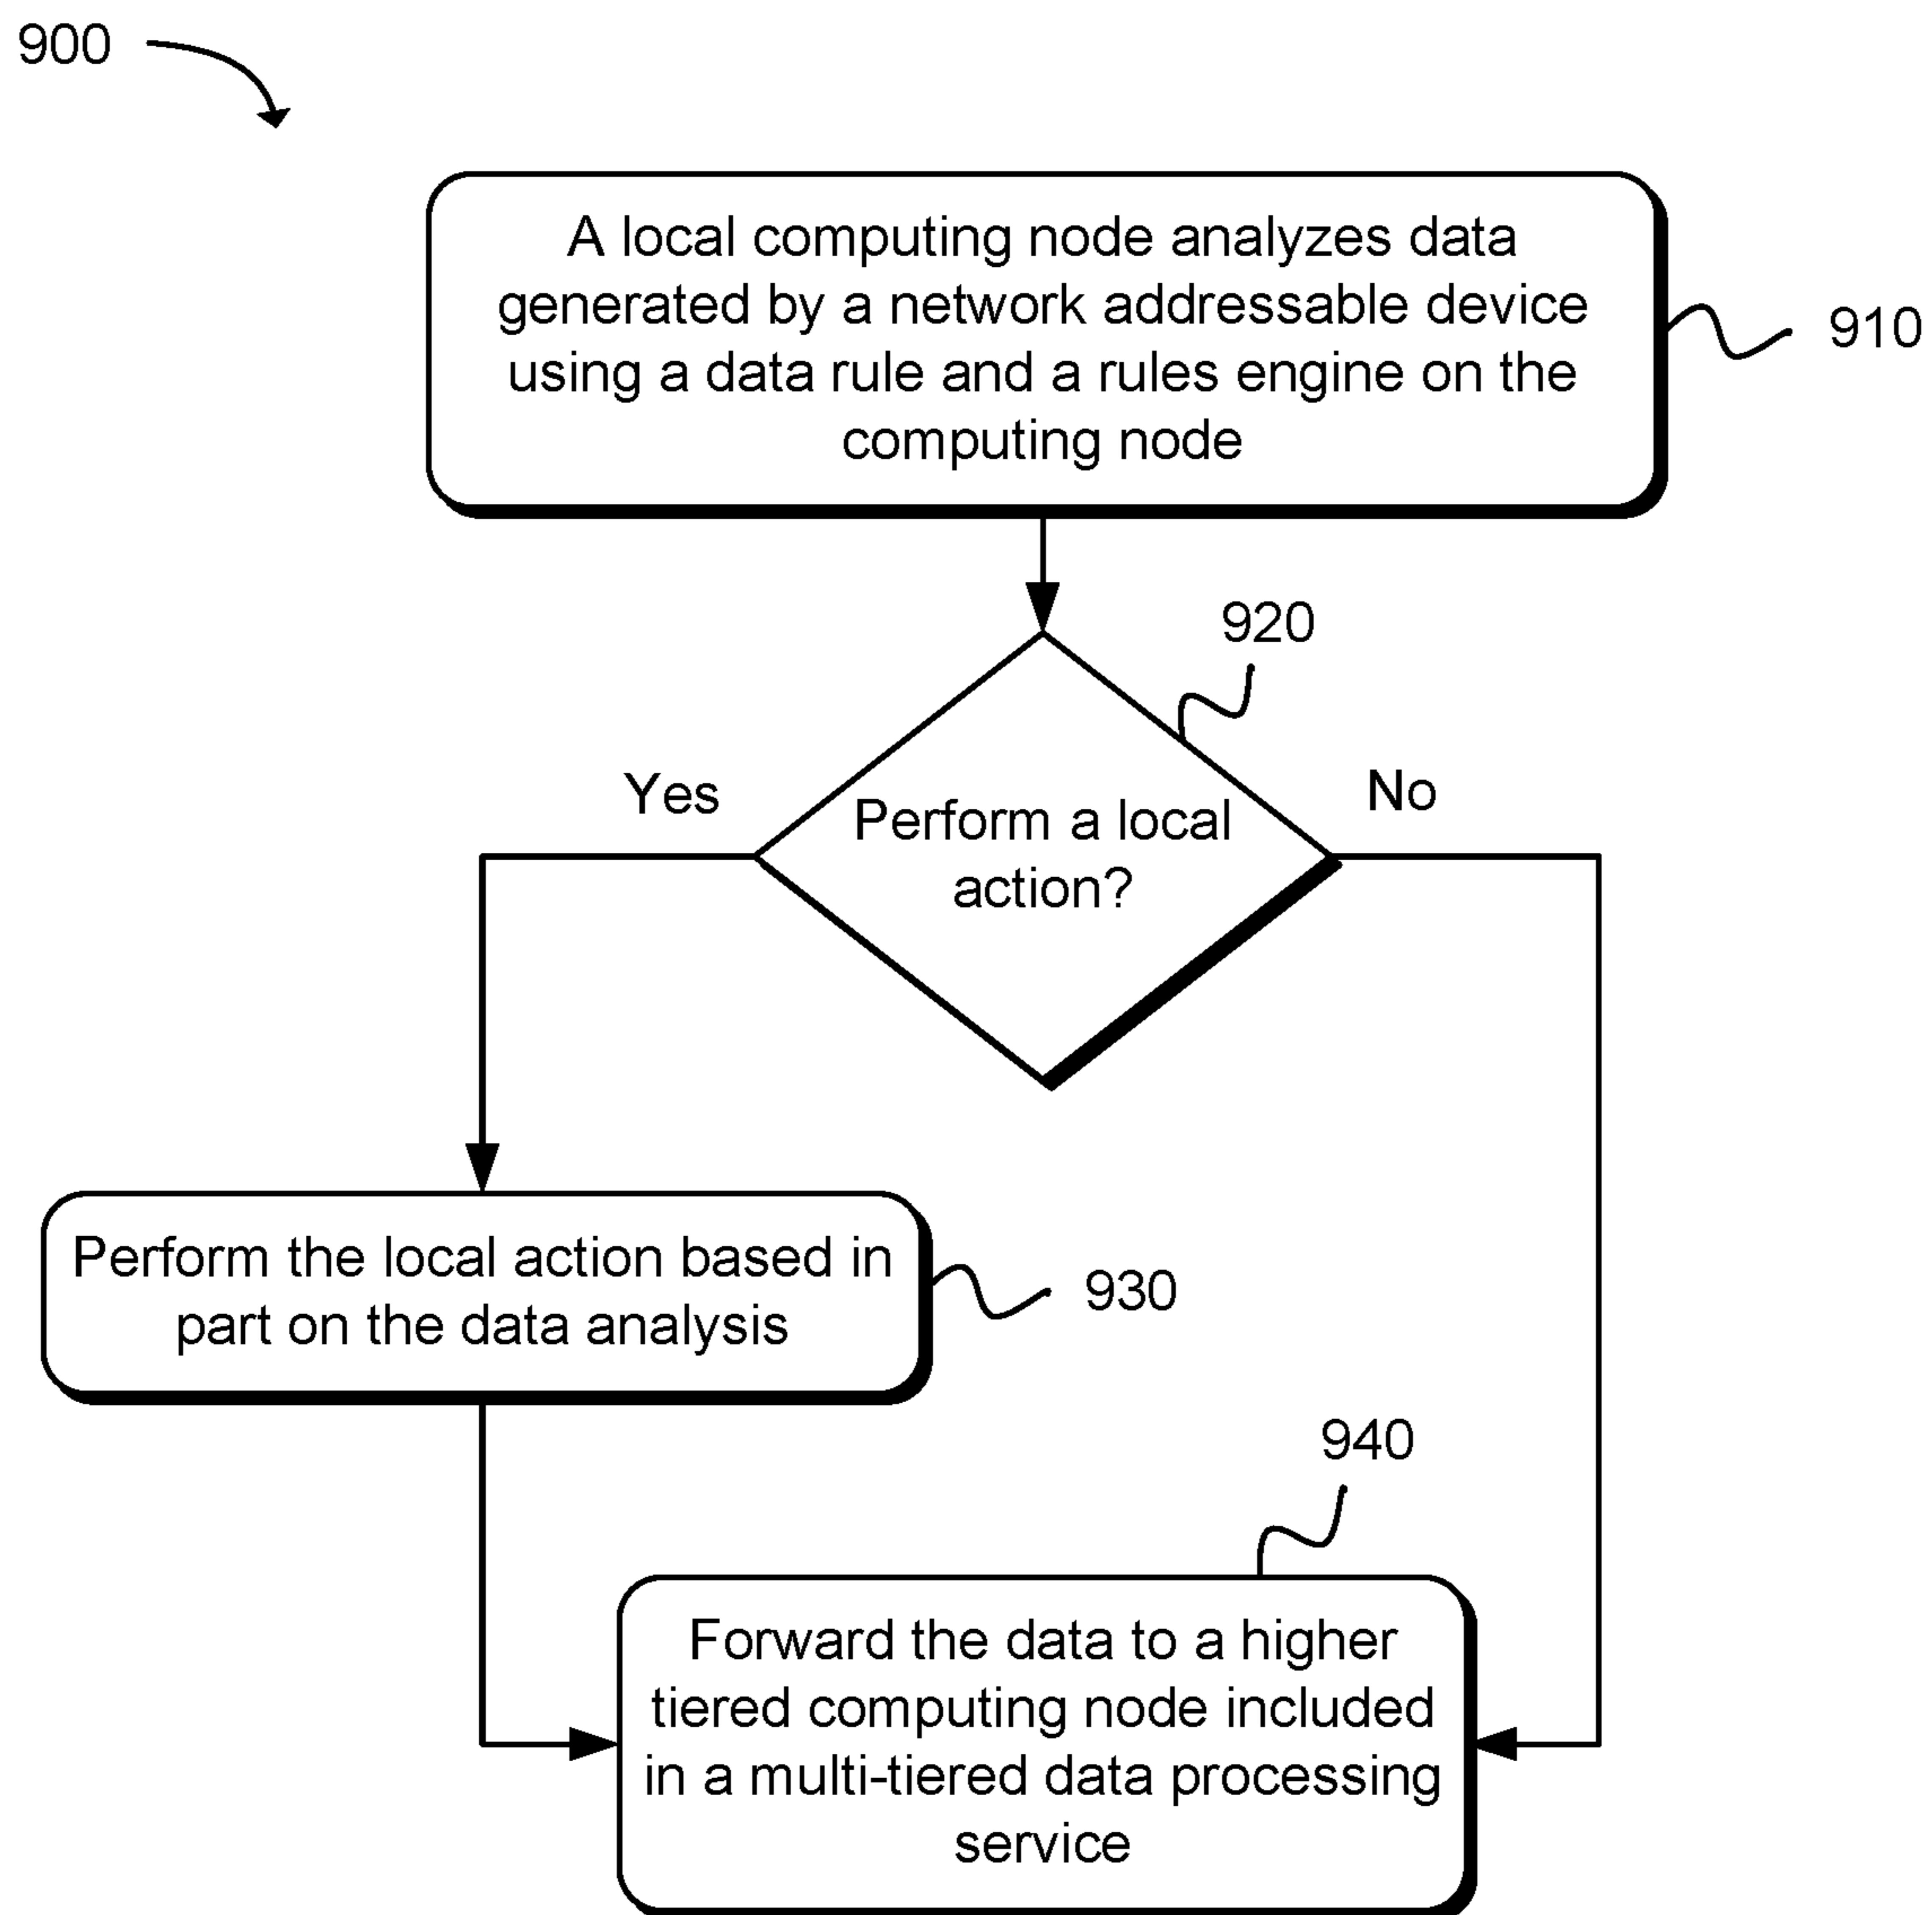 900
A local computing node analyzes data
generated by a network addressable device
using a data rule and a rules engine on the
computing node
910
920
Yes
No
Perform a local
action?
Perform the local action based in
part on the data analysis
930
940
Forward the data to a higher
tiered computing node included
in a multi-tiered data processing
service